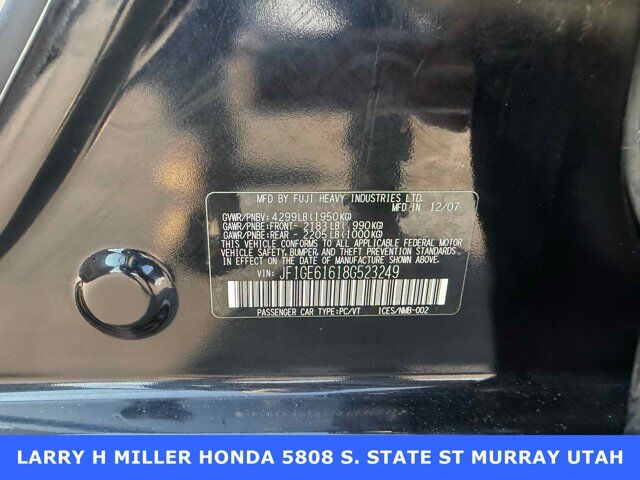 MFD BY FUJI HEAVY INDUSTRIES LTD.
MFD IN 12/07
GVWR/PNBV: 4299LB(1950KG)
GAWR/PNBE:FRONT- 2183LB( 990KG)
GAWR/PNBE:REAR - 2205LB(1000KG)
THIS VEHICLE CONFORMS TO ALL APPLICABLE FEDERAL MOTOR
VEHICLE SAFETY, BUMPER, AND THEFT PREVENTION STANDARDS
IN EFFECT ON THE DATE OF MANUFACTURE SHOWN ABOVE.
VIN: JF1GE61618G523249
PASSENGER CAR TYPE:PC/VT ICES/NMB-002
LARRY H MILLER HONDA 5808 S. STATE ST MURRAY UTAH